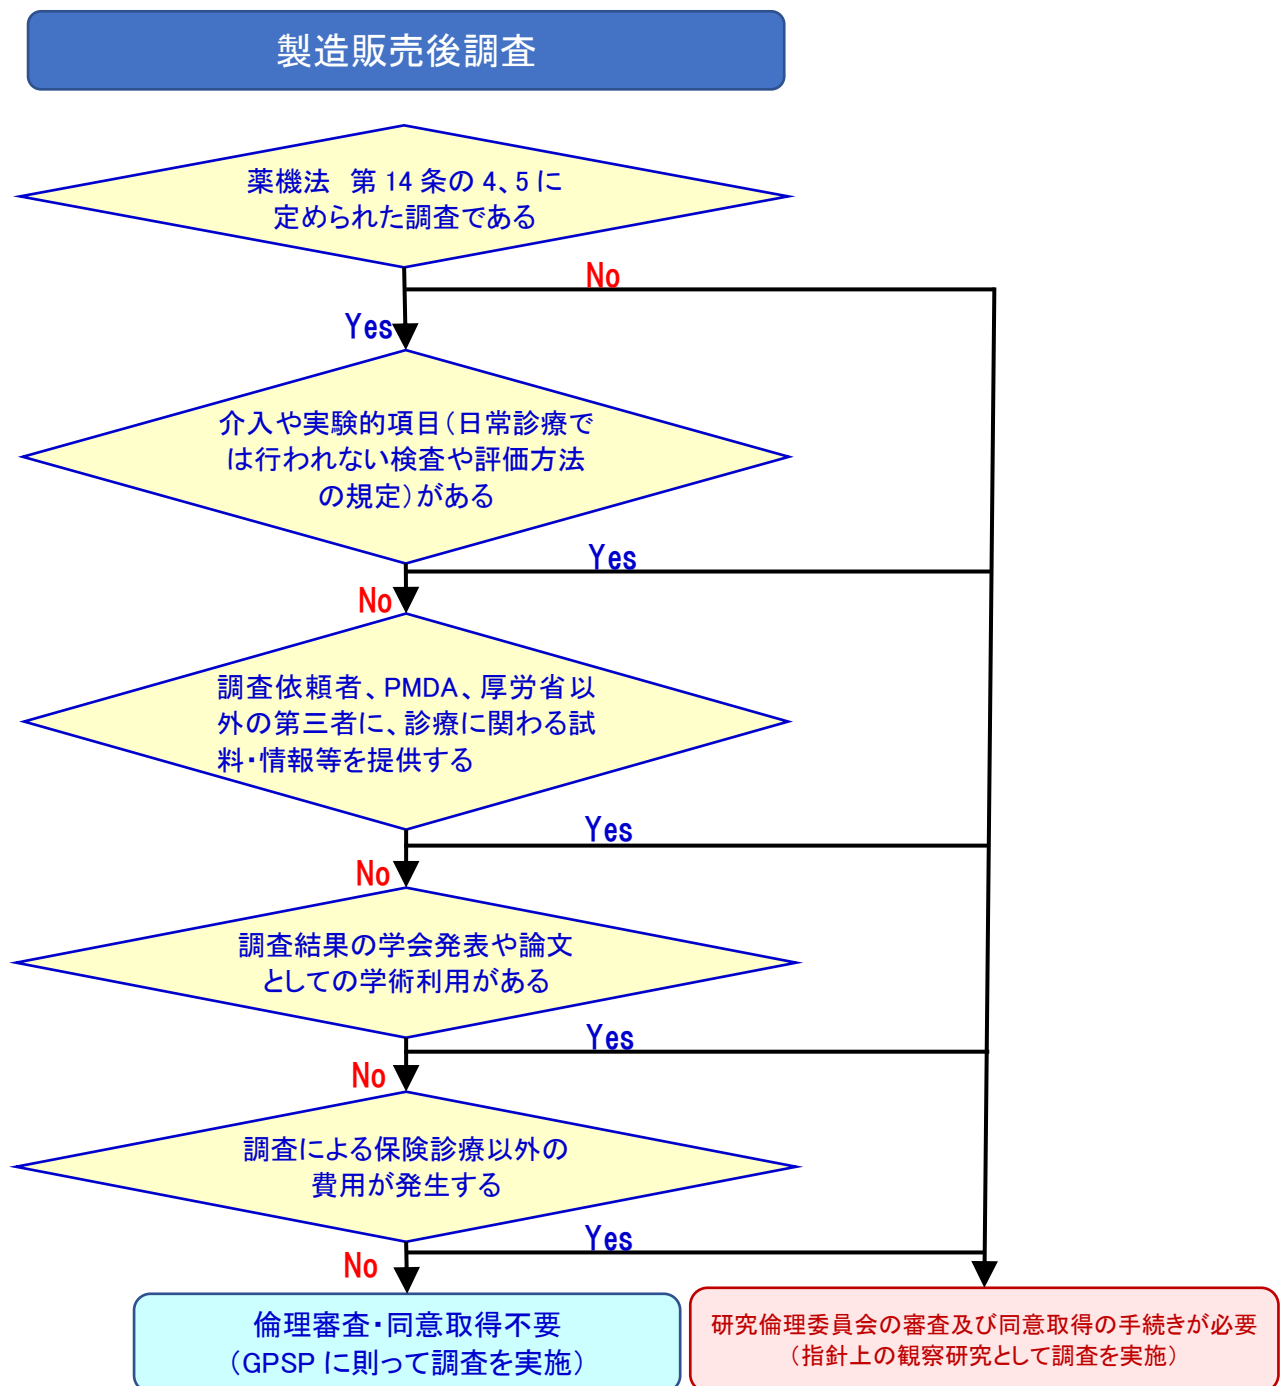 製造販売後調査
薬機法　第 14 条の 4、5 に
定められた調査である
No
Yes
介入や実験的項目（日常診療で
は行われない検査や評価方法
の規定）がある
Yes
No
調査依頼者、PMDA、厚労省以
外の第三者に、診療に関わる試
料・情報等を提供する
Yes
No
調査結果の学会発表や論文
としての学術利用がある
Yes
No
調査による保険診療以外の
費用が発生する
Yes
No
倫理審査・同意取得不要
（GPSP に則って調査を実施）
研究倫理委員会の審査及び同意取得の手続きが必要
（指針上の観察研究として調査を実施）